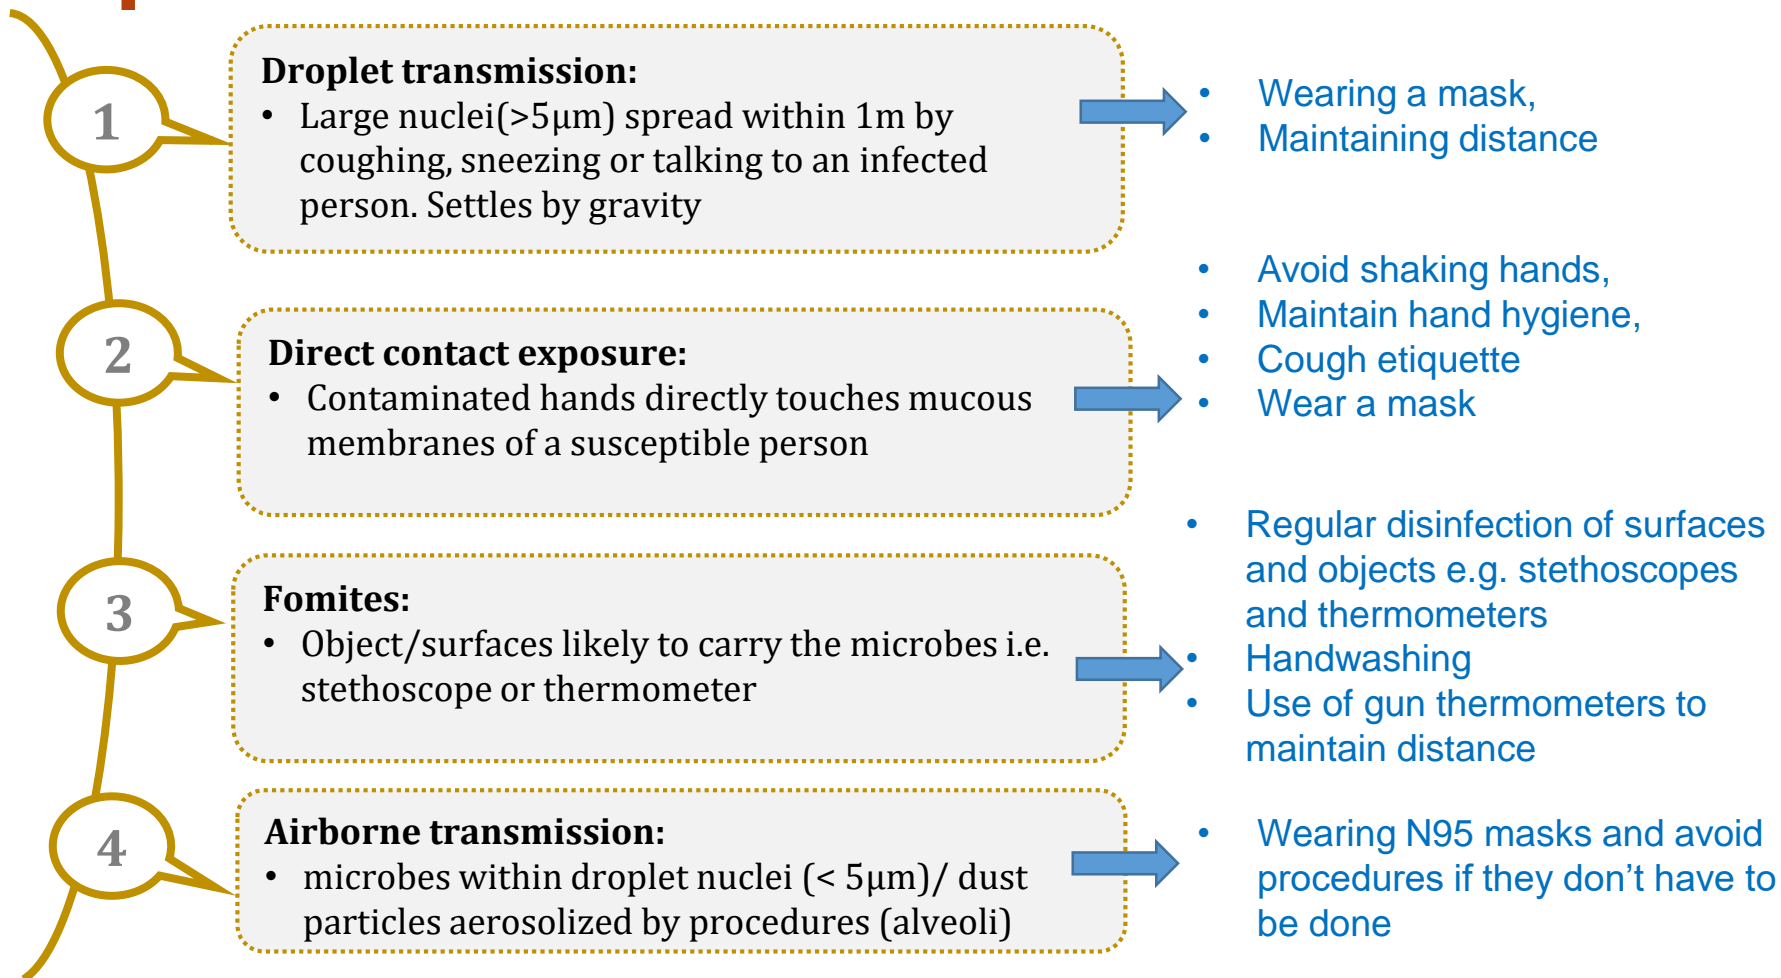 1
Droplet transmission:
• Large nuclei(>5µm) spread within 1m by
coughing, sneezing or talking to an infected
person. Settles by gravity
• Wearing a mask,
• Maintaining distance
2
Direct contact exposure:
• Contaminated hands directly touches mucous
membranes of a susceptible person
• Avoid shaking hands,
• Maintain hand hygiene,
• Cough etiquette
• Wear a mask
3
Fomites:
• Object/surfaces likely to carry the microbes i.e.
stethoscope or thermometer
• Regular disinfection of surfaces
and objects e.g. stethoscopes
and thermometers
• Handwashing
• Use of gun thermometers to
maintain distance
4
Airborne transmission:
• microbes within droplet nuclei (< 5µm)/ dust
particles aerosolized by procedures (alveoli)
• Wearing N95 masks and avoid
procedures if they don’t have to
be done